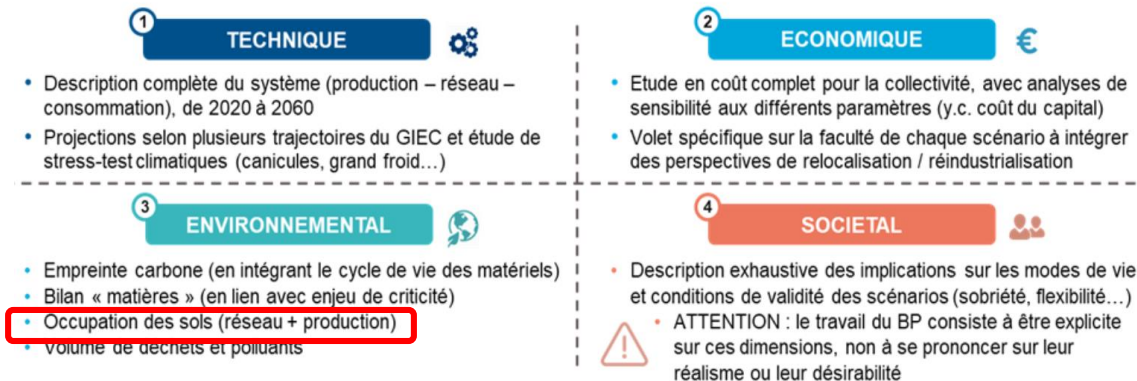 1
TECHNIQUE
• Description complète du système (production – réseau –
consommation), de 2020 à 2060
• Projections selon plusieurs trajectoires du GIEC et étude de
stress-test climatiques (canicules, grand froid…)
2
ECONOMIQUE
€
• Etude en coût complet pour la collectivité, avec analyses de
sensibilité aux différents paramètres (y.c. coût du capital)
• Volet spécifique sur la faculté de chaque scénario à intégrer
des perspectives de relocalisation / réindustrialisation
3
ENVIRONNEMENTAL
• Empreinte carbone (en intégrant le cycle de vie des matériels)
• Bilan « matières » (en lien avec enjeu de criticité)
• Occupation des sols (réseau + production)
• Volume de déchets et polluants
4
SOCIETAL
• Description exhaustive des implications sur les modes de vie
et conditions de validité des scénarios (sobriété, flexibilité…)
• ATTENTION : le travail du BP consiste à être explicite
sur ces dimensions, non à se prononcer sur leur
réalisme ou leur désirabilité